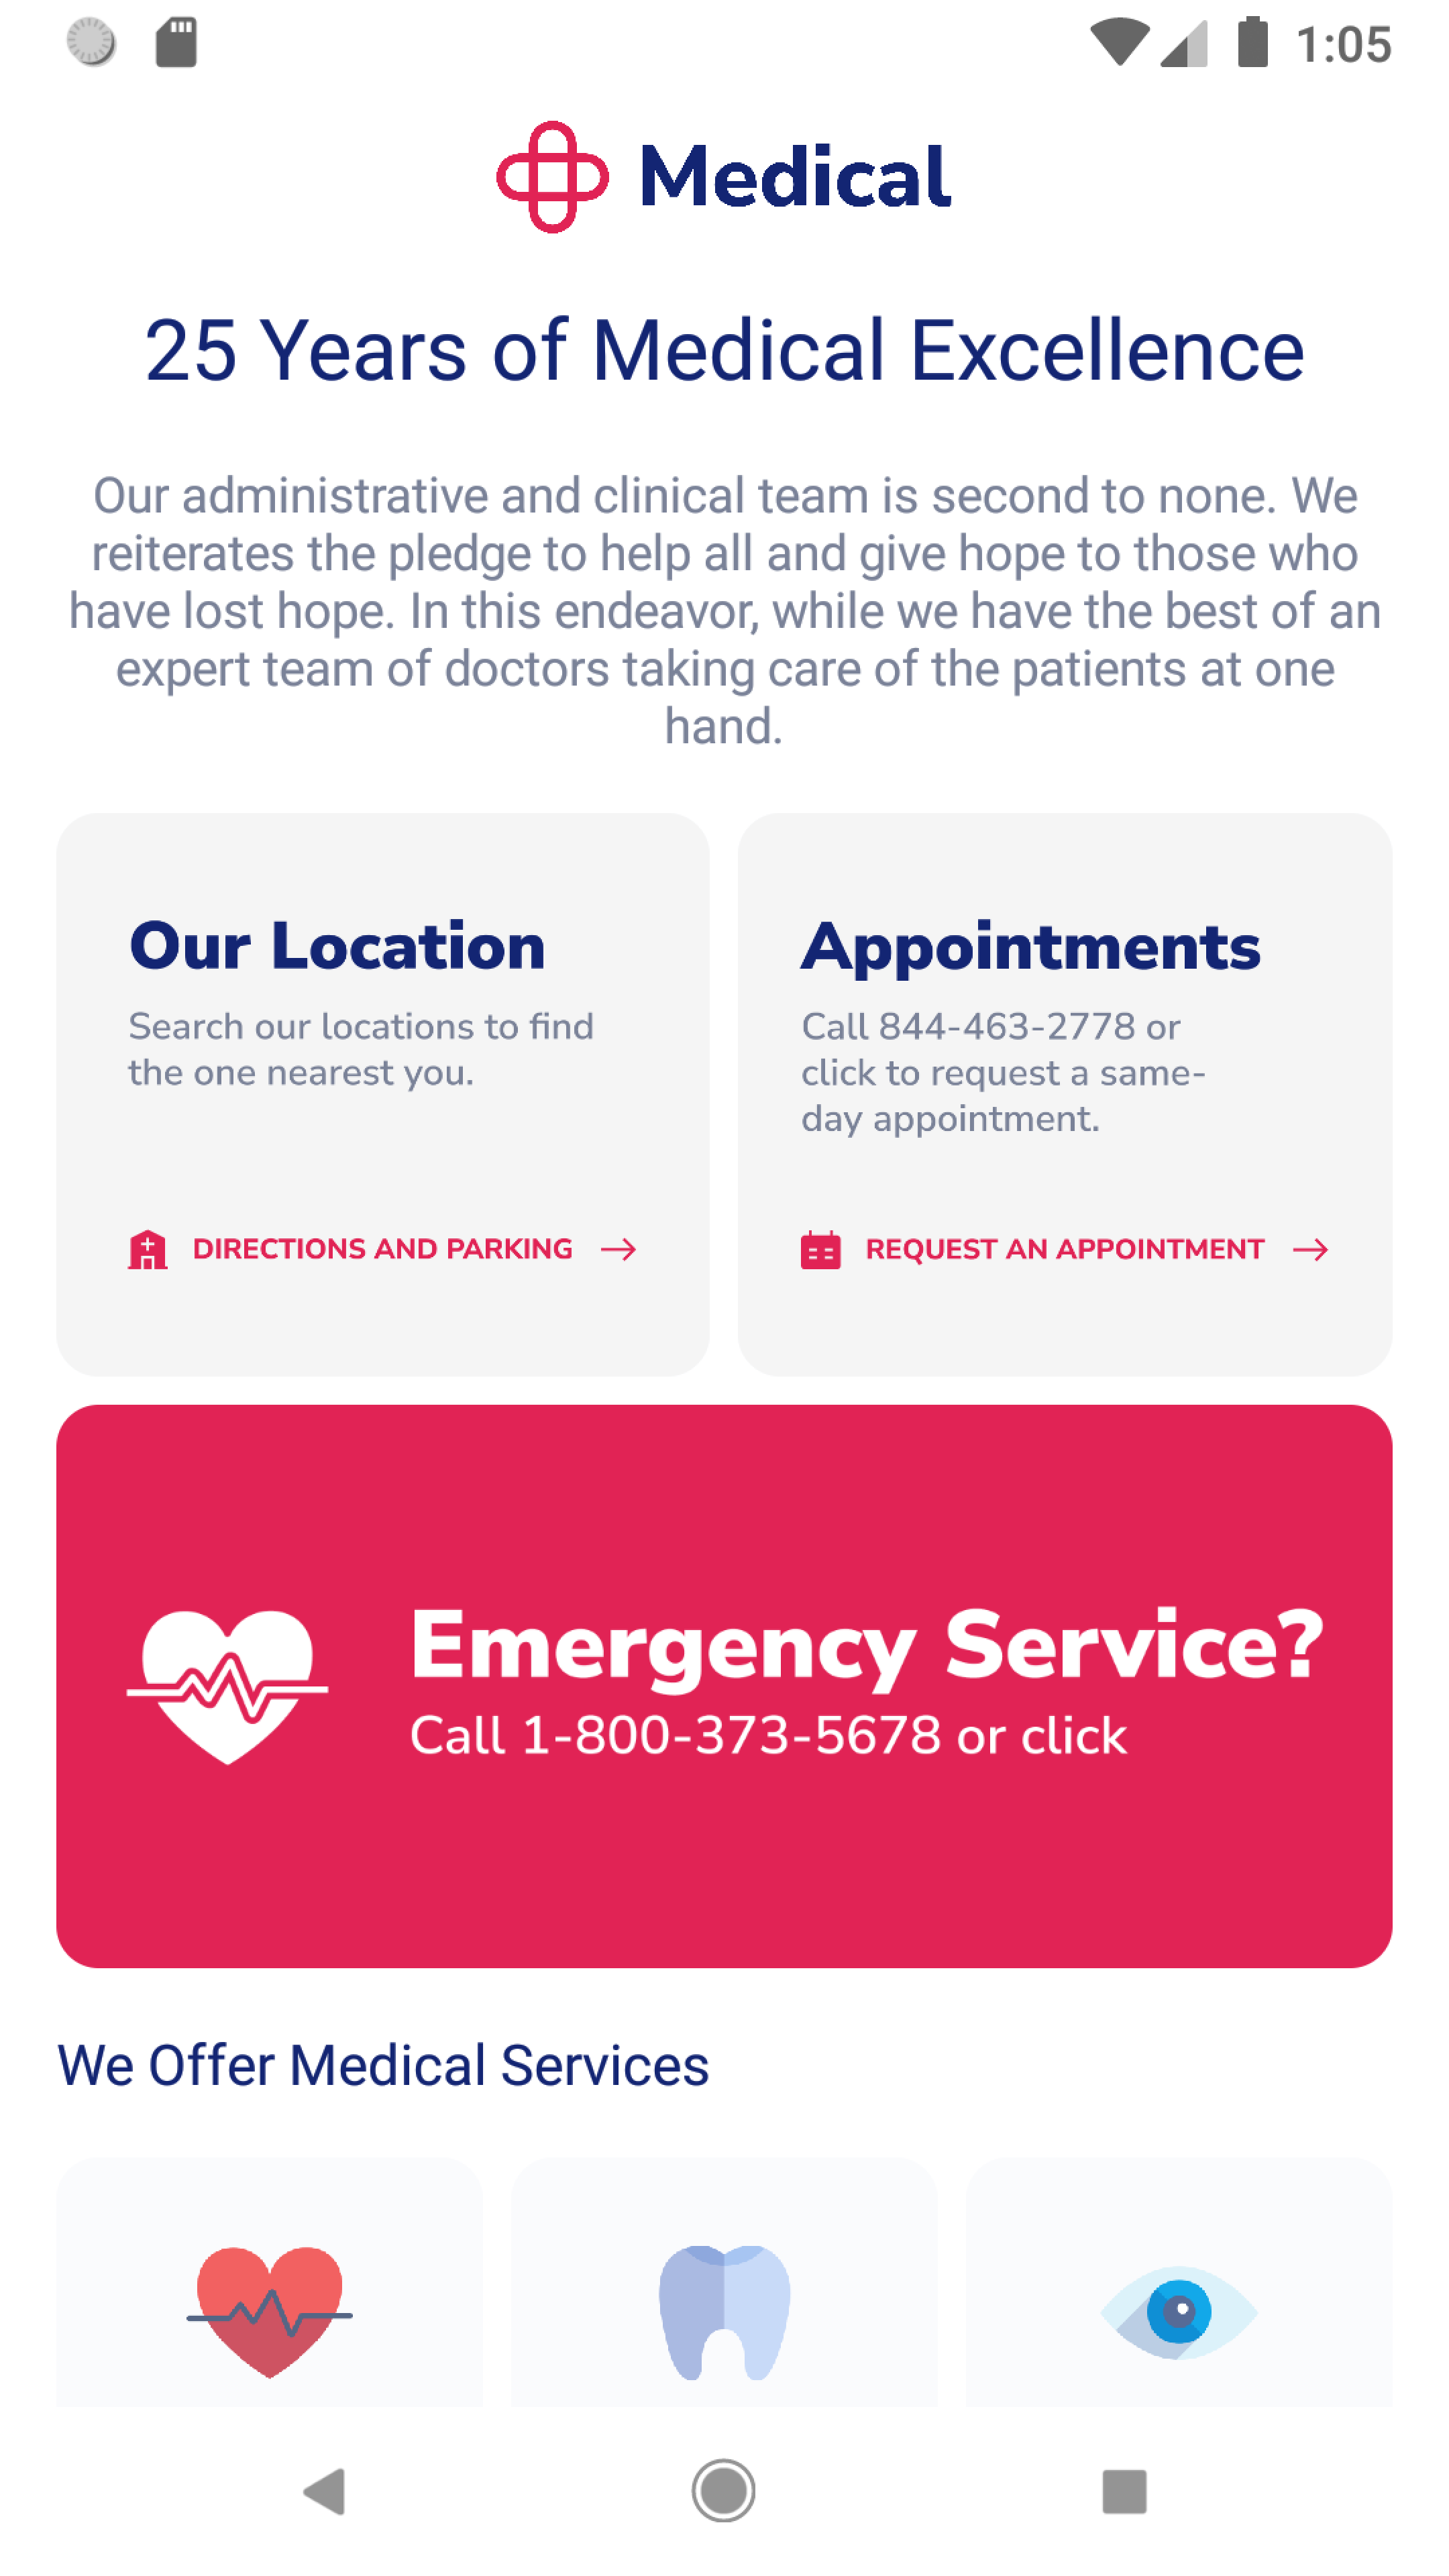 1:05
Medical
25 Years of Medical Excellence
Our administrative and clinical team is second to none. We
reiterates the pledge to help all and give hope to those who
have lost hope. In this endeavor, while we have the best of an
expert team of doctors taking care of the patients at one
hand.
Our Location
Search our locations to find
the one nearest you.
DIRECTIONS AND PARKING
Appointments
Call 844-463-2778 or
click to request a same-
day appointment.
REQUEST AN APPOINTMENT
Emergency Service?
Call 1-800-373-5678 or click
We Offer Medical Services